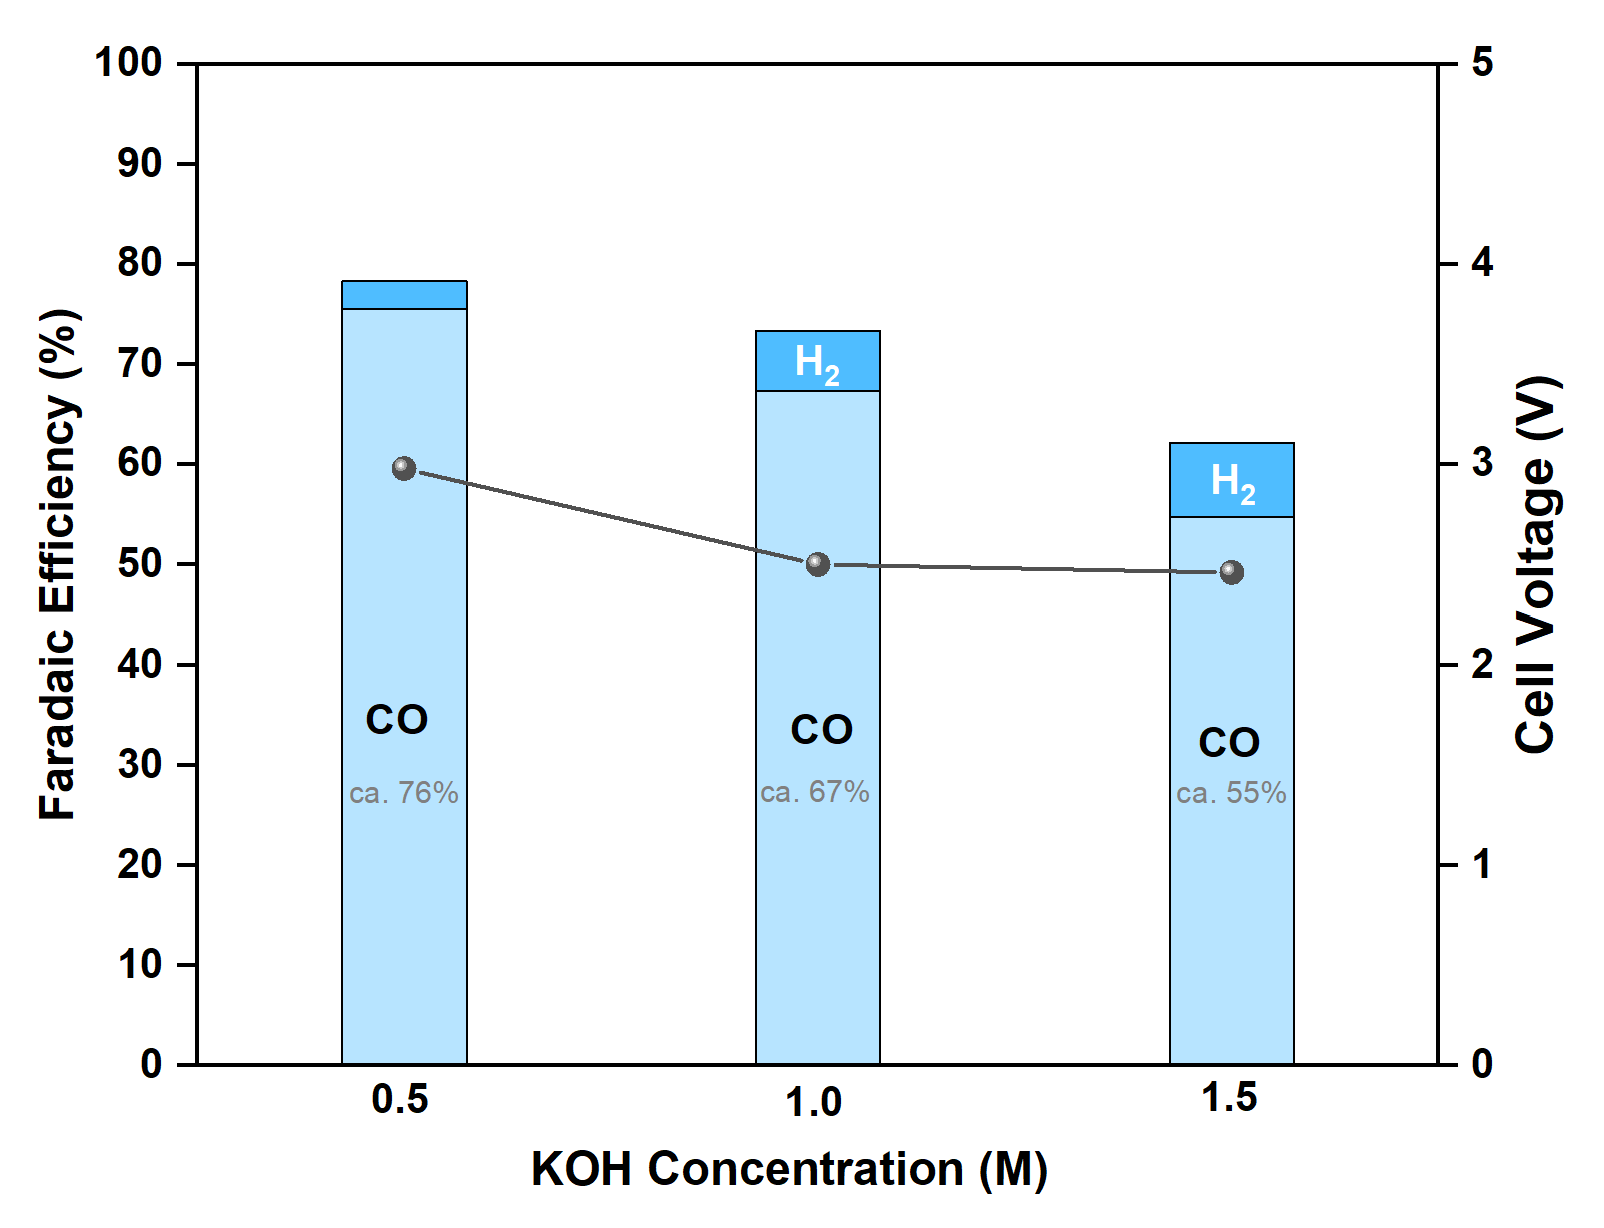 100
90
80
70
60
50
40
30
20
10
0
Faradaic Efficiency (%)
5
4
3
2
1
0
Cell Voltage (V)
H2
H2
CO
ca. 76%
CO
ca. 67%
CO
ca. 55%
0.5
1.0
1.5
KOH Concentration (M)